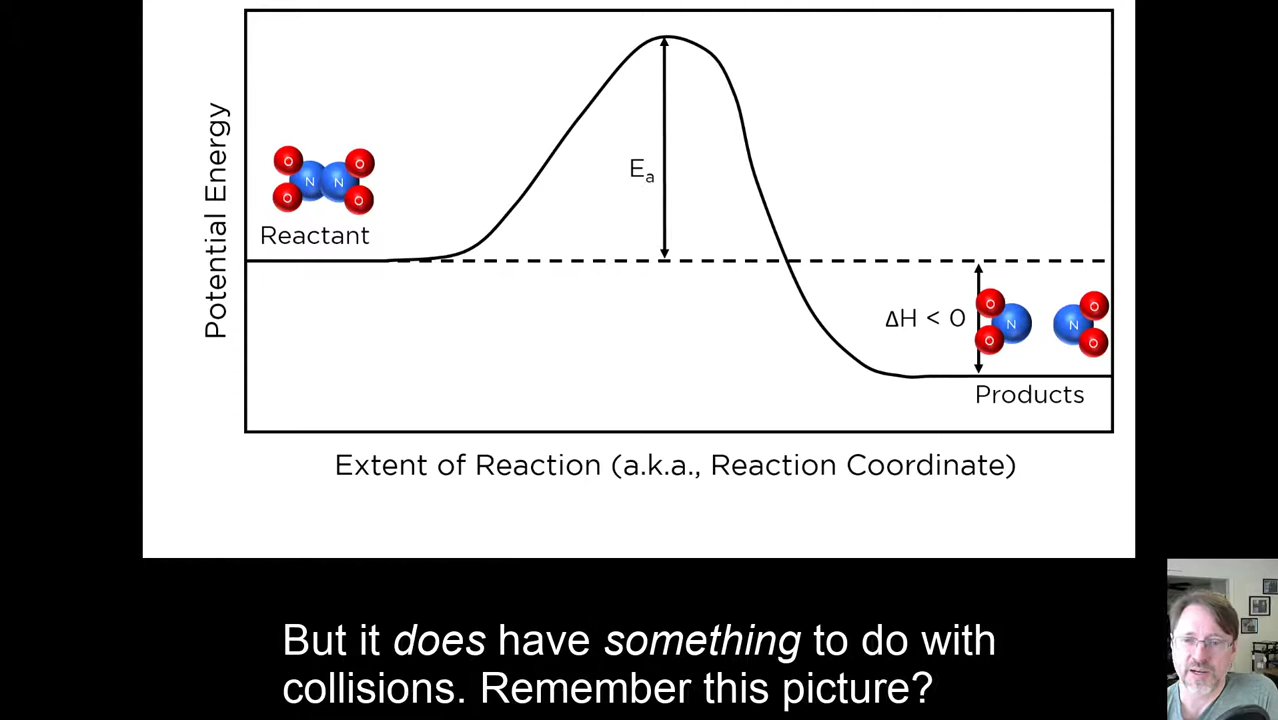 O O
N N
O O
Reactant
Potential Energy
E_a
ΔH < 0
O O
N N
O O
Products
Extent of Reaction (a.k.a., Reaction Coordinate)
But it does have something to do with
collisions. Remember this picture?